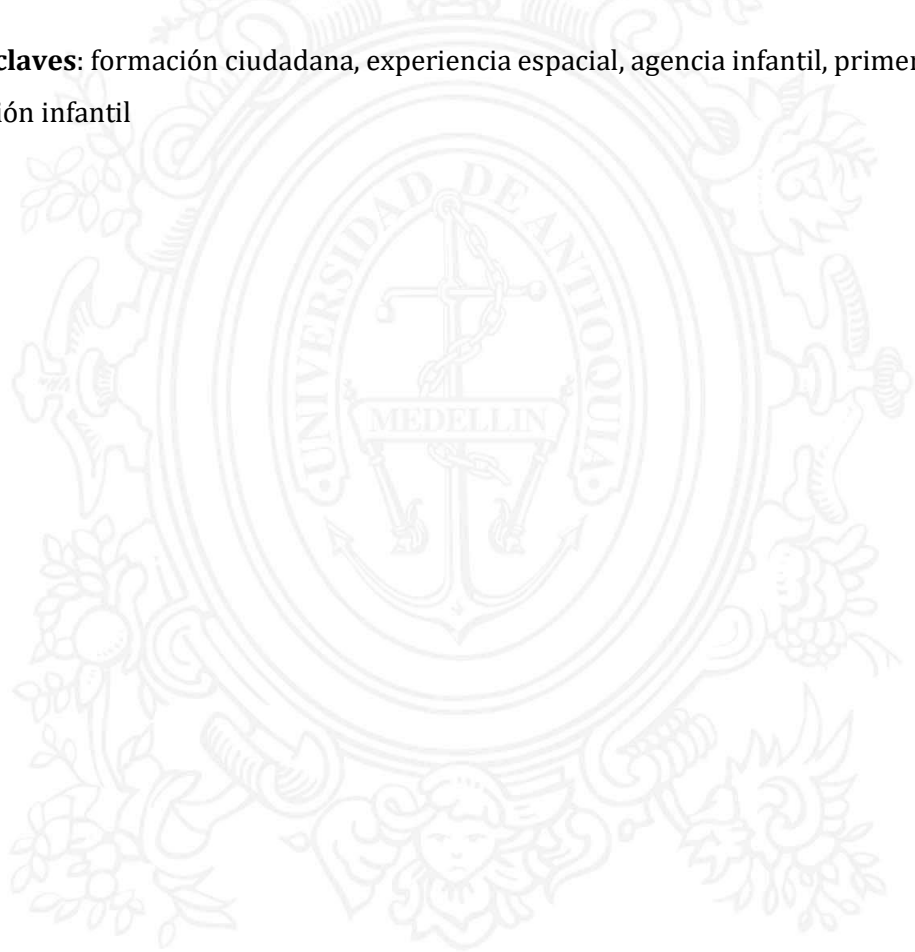 claves: formación ciudadana, experiencia espacial, agencia infantil, primer
ión infantil
UNIVERSIDAD DE ANTIOQUIA
MEDELLIN